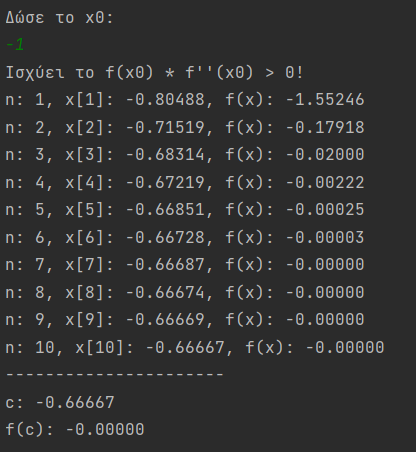 Δώσε το x0:
-1
Ισχύει το f(x0) * f''(x0) > 0!
n: 1, x[1]: -0.80488, f(x): -1.55246
n: 2, x[2]: -0.71519, f(x): -0.17918
n: 3, x[3]: -0.68314, f(x): -0.02000
n: 4, x[4]: -0.67219, f(x): -0.00222
n: 5, x[5]: -0.66851, f(x): -0.00025
n: 6, x[6]: -0.66728, f(x): -0.00003
n: 7, x[7]: -0.66687, f(x): -0.00000
n: 8, x[8]: -0.66674, f(x): -0.00000
n: 9, x[9]: -0.66669, f(x): -0.00000
n: 10, x[10]: -0.66667, f(x): -0.00000
----------------------
c: -0.66667
f(c): -0.00000